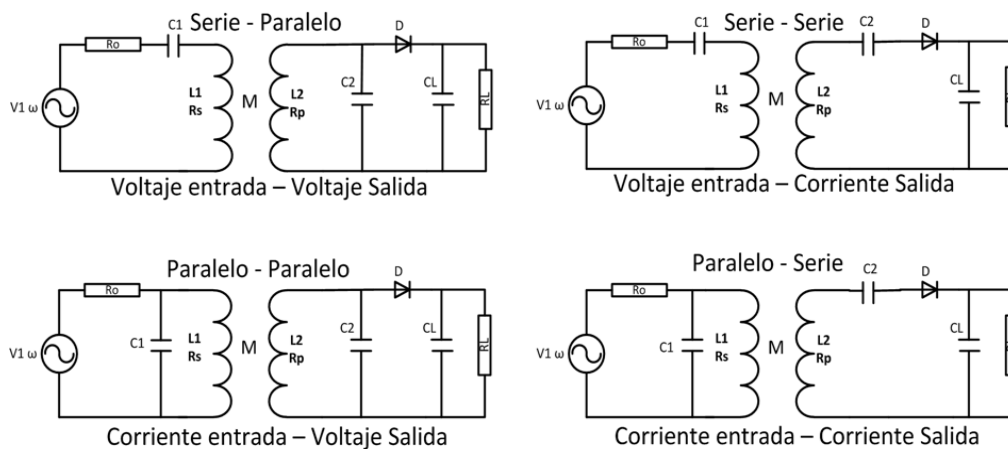 Serie - Paralelo
C1
Ro
D
V1 ω
L1
Rs
M
L2
Rp
C2
CL
RL
Voltaje entrada – Voltaje Salida
Serie - Serie
C1
Ro
C2
D
V1 ω
L1
Rs
M
L2
Rp
CL
Voltaje entrada – Corriente Salida
Paralelo - Paralelo
Ro
D
V1 ω
C1
L1
Rs
M
L2
Rp
C2
CL
RL
Corriente entrada – Voltaje Salida
Paralelo - Serie
Ro
C2
D
V1 ω
C1
L1
Rs
M
L2
Rp
CL
Corriente entrada – Corriente Salida